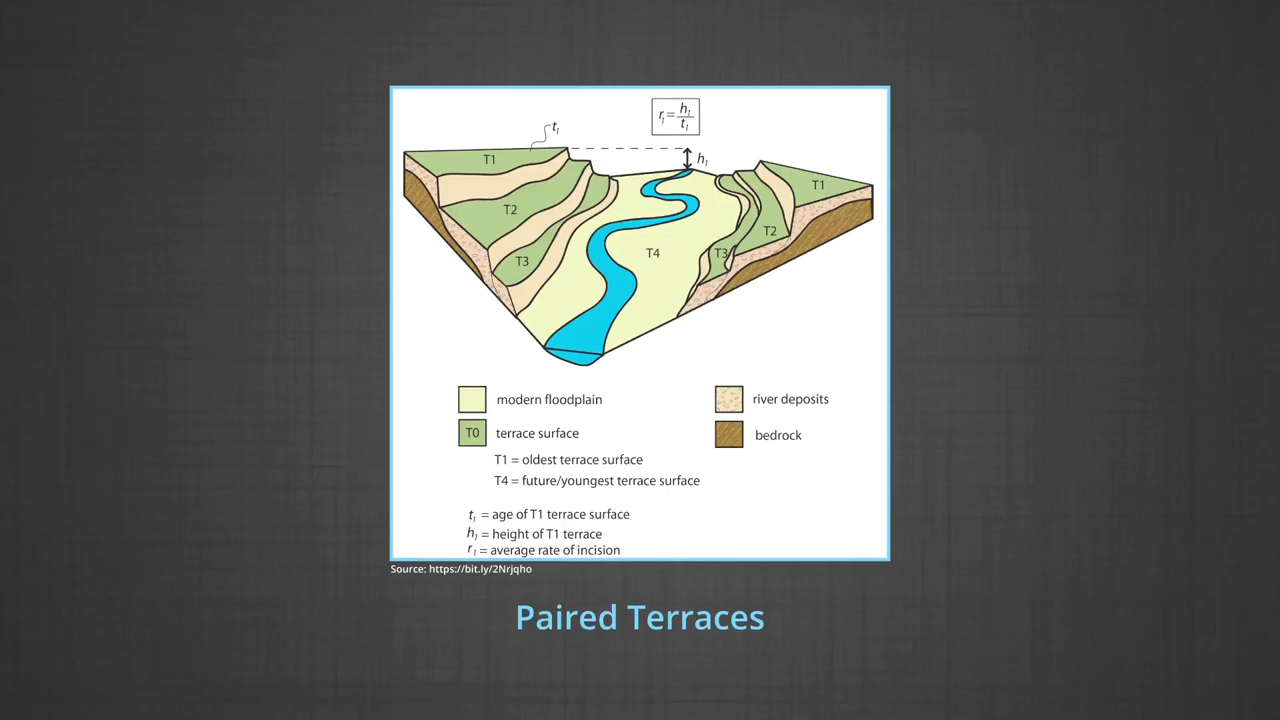 r₁ = h₁/t₁
t₁
h₁
T1
T1
T2
T2
T3
T3
T4
modern floodplain
river deposits
T0 terrace surface
bedrock
T1 = oldest terrace surface
T4 = future/youngest terrace surface
t₁ = age of T1 terrace surface
h₁ = height of T1 terrace
r₁ = average rate of incision
Source: https://bit.ly/2Nrjqho
Paired Terraces